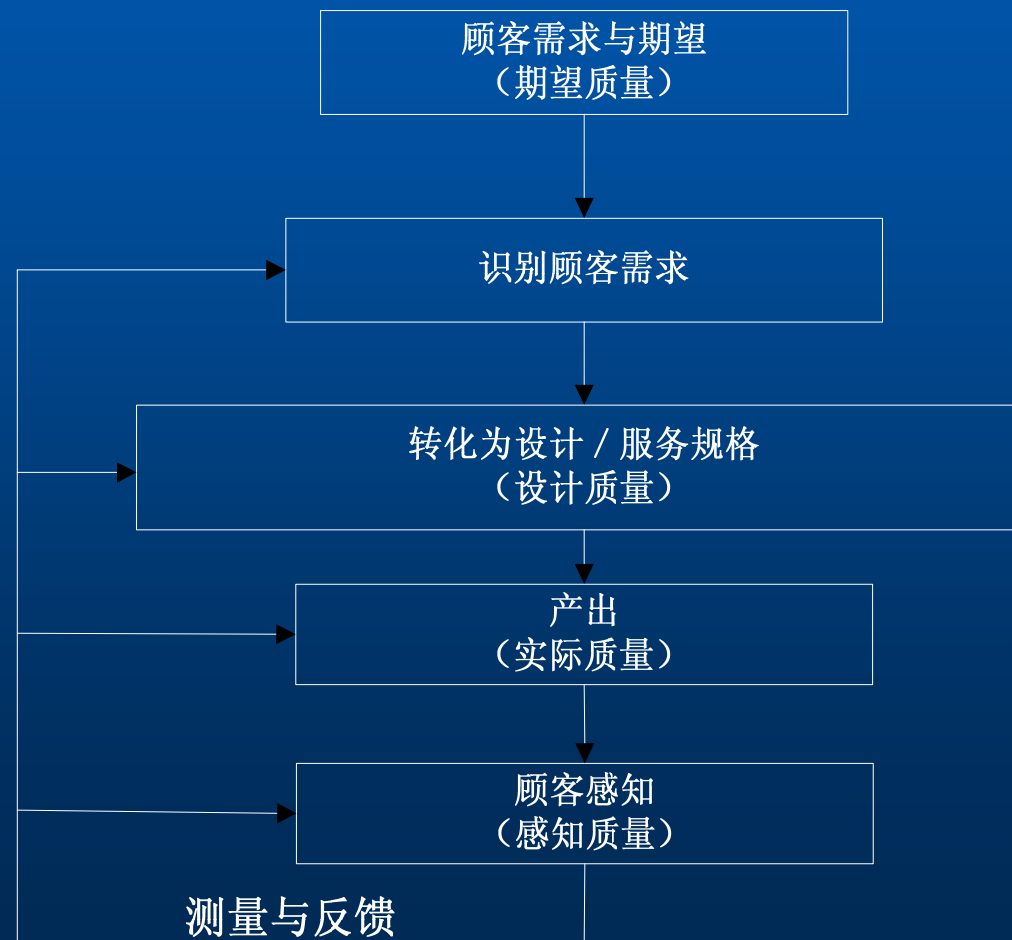 顾客需求与期望
（期望质量）
识别顾客需求
转化为设计/服务规格
（设计质量）
产出
（实际质量）
顾客感知
（感知质量）
测量与反馈